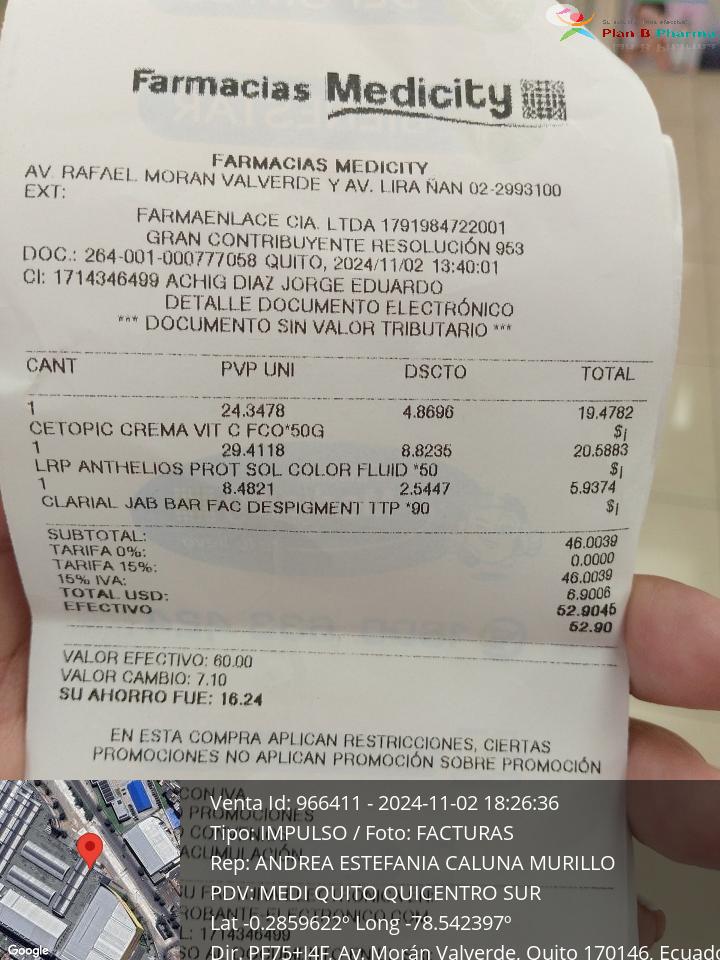 Plan B Pharma
Farmacias Medicity
FARMACIAS MEDICITY
AV. RAFAEL MORAN VALVERDE Y AV. LIRA ÑAN 02-2993100
EXT:
FARMAENLACE CIA. LTDA 1791984722001
GRAN CONTRIBUYENTE RESOLUCIÓN 953
DOC.: 264-001-000777058 QUITO, 2024/11/02 13:40:01
CI: 1714346499 ACHIG DIAZ JORGE EDUARDO
DETALLE DOCUMENTO ELECTRÓNICO
*** DOCUMENTO SIN VALOR TRIBUTARIO ***
CANT PVP UNI DSCTO TOTAL
1 24.3478 4.8696 19.4782
CETOPIC CREMA VIT C FCO*50G $¡
1 29.4118 8.8235 20.5883
LRP ANTHELIOS PROT SOL COLOR FLUID *50 $¡
1 8.4821 2.5447 5.9374
CLARIAL JAB BAR FAC DESPIGMENT TTP *90 $¡
SUBTOTAL: 46.0039
TARIFA 0%: 0.0000
TARIFA 15%: 46.0039
15% IVA: 6.9006
TOTAL USD: 52.9045
EFECTIVO 52.90
VALOR EFECTIVO: 60.00
VALOR CAMBIO: 7.10
SU AHORRO FUE: 16.24
EN ESTA COMPRA APLICAN RESTRICCIONES, CIERTAS
PROMOCIONES NO APLICAN PROMOCIÓN SOBRE PROMOCIÓN
CON IVA
PROMOCIONES
ACUMULACIÓN
1714346499
Venta Id: 966411 - 2024-11-02 18:26:36
Tipo: IMPULSO / Foto: FACTURAS
Rep: ANDREA ESTEFANIA CALUNA MURILLO
PDV: MEDI QUITO QUICENTRO SUR
Lat -0.2859622º Long -78.542397º
Dir. PF75+J4F, Av. Morán Valverde, Quito 170146, Ecuado
Google